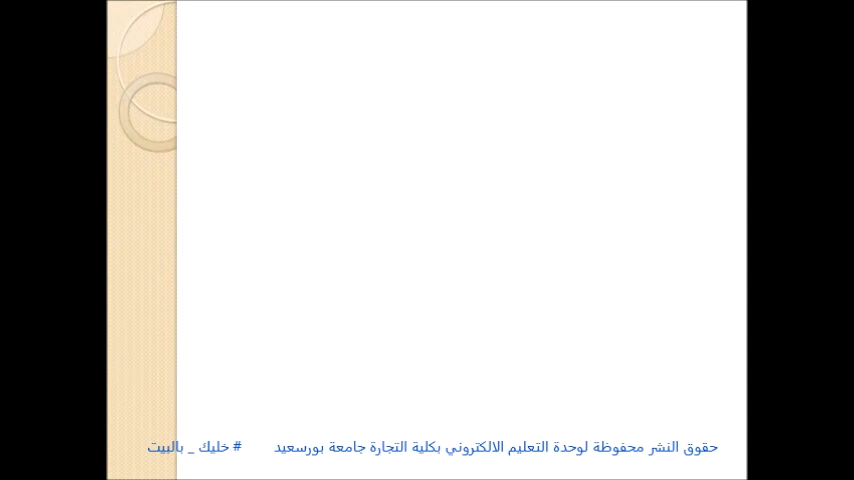 حقوق النشر محفوظة لوحدة التعليم الالكتروني بكلية التجارة جامعة بورسعيد # خليك _ بالبيت